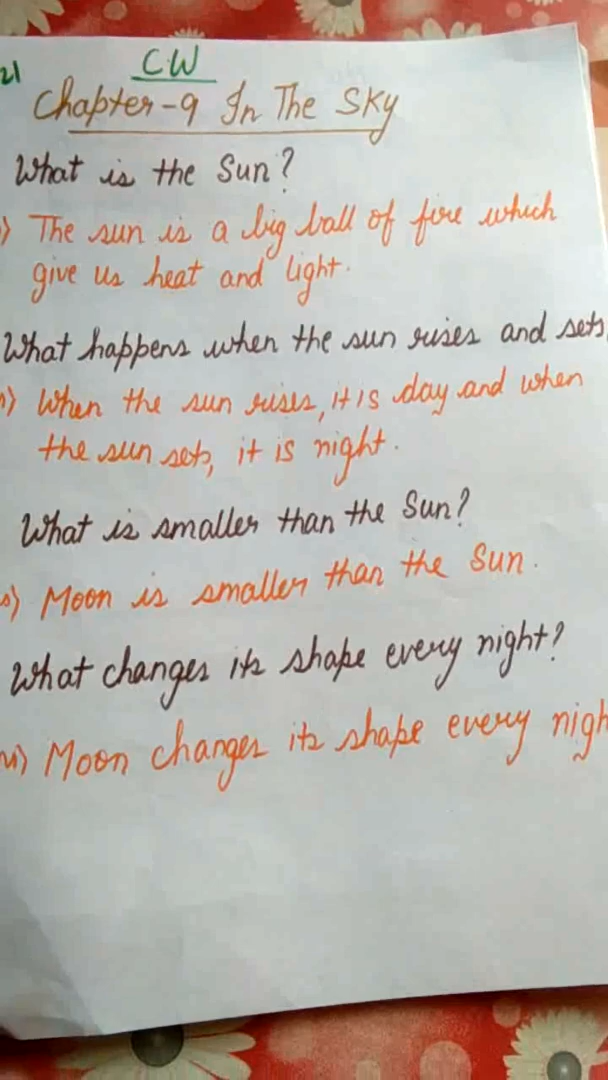 21
CW
Chapter-9 In The Sky
What is the Sun?
) The sun is a big ball of fire which
give us heat and light.
What happens when the sun rises and sets
) When the sun rises, it is day and when
the sun sets, it is night.
What is smaller than the Sun?
) Moon is smaller than the Sun.
What changes its shape every night?
) Moon changes its shape every nigh